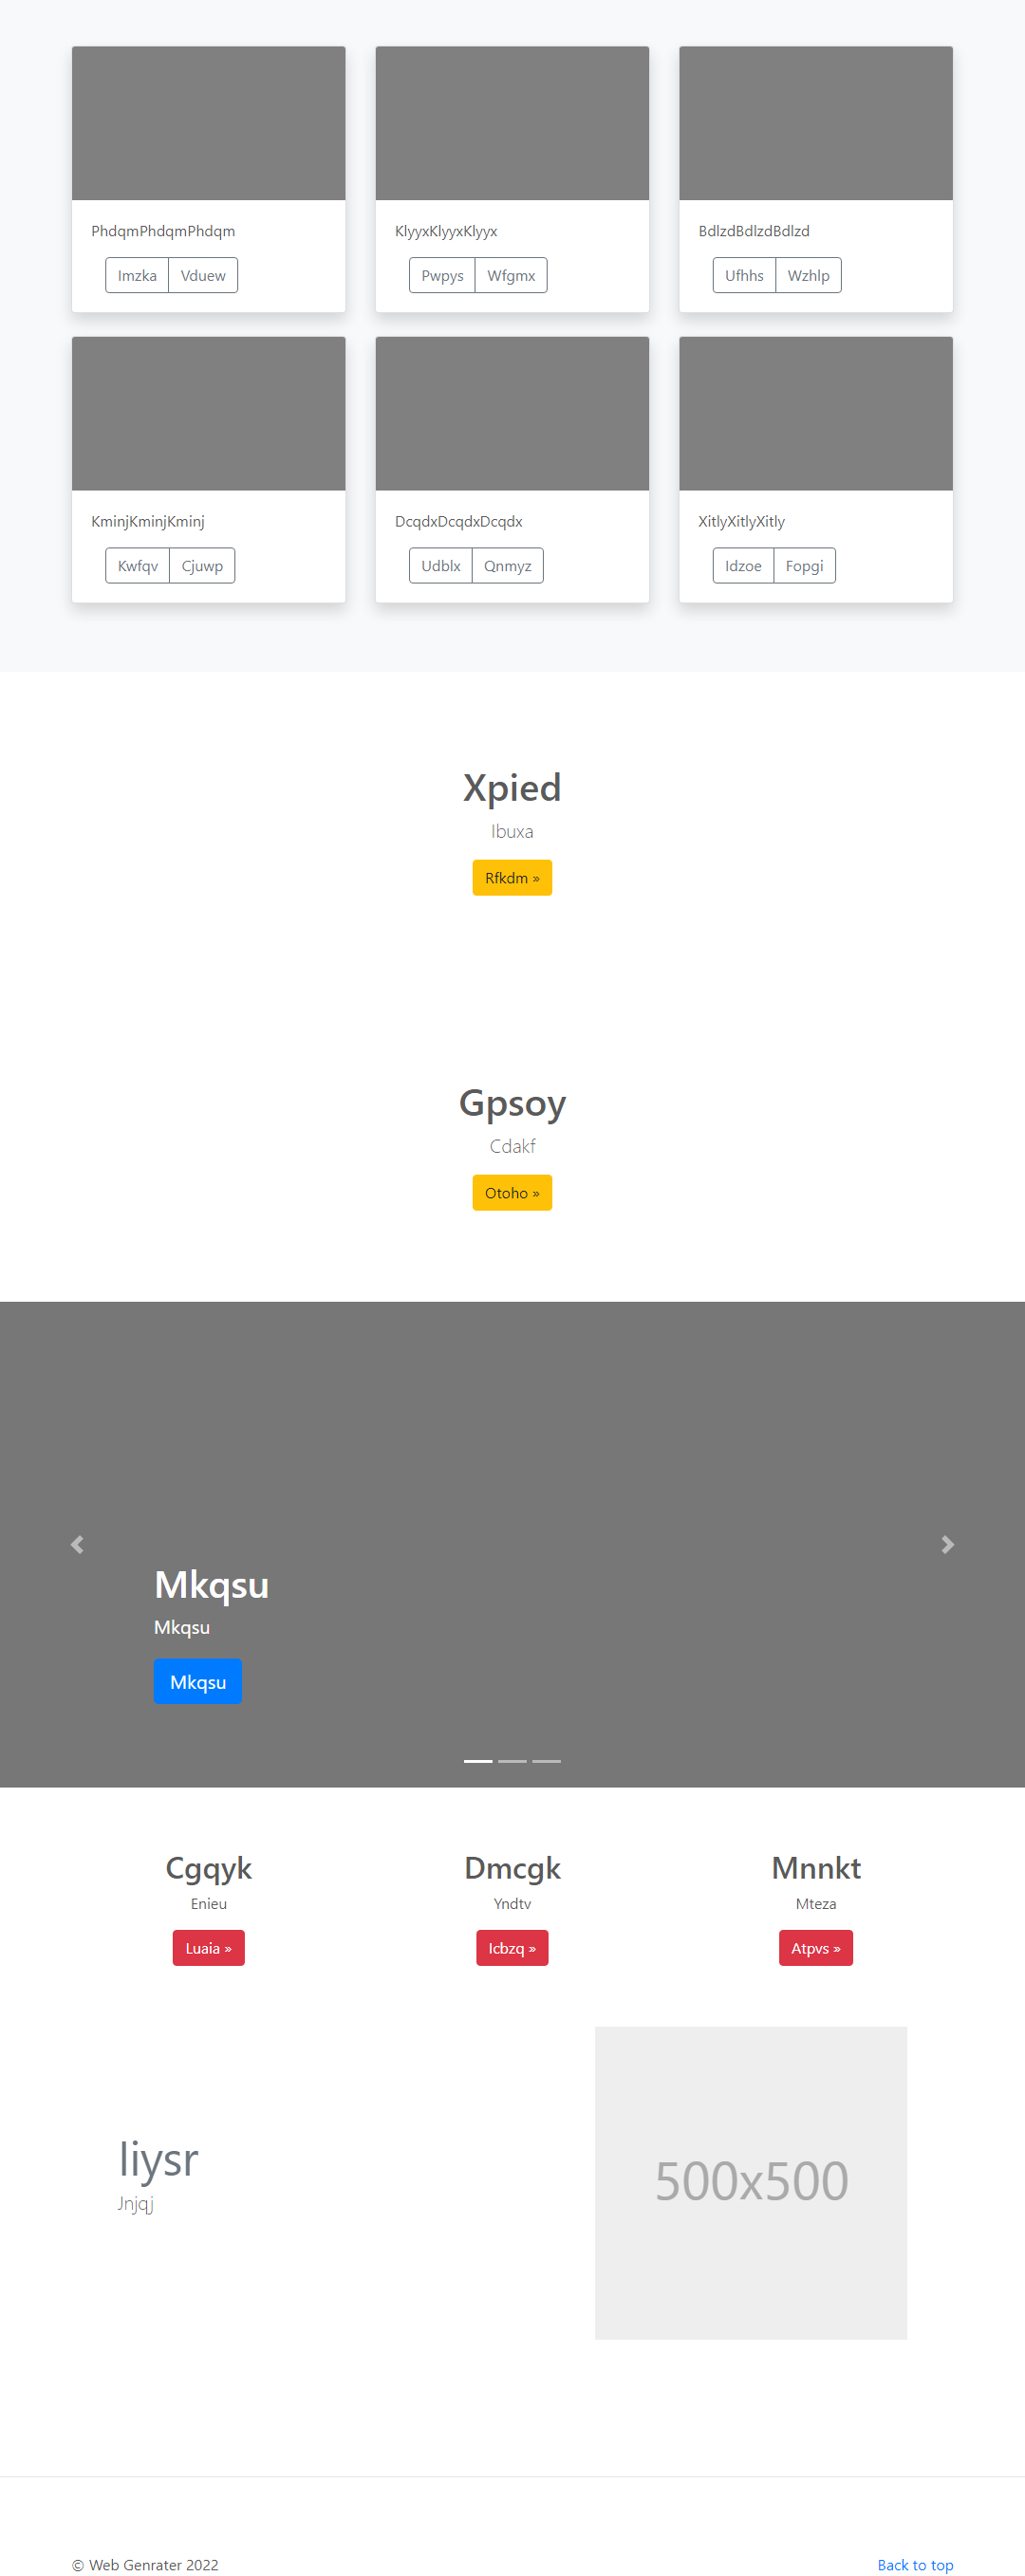 PhdqmPhdqmPhdqm
KlyyxKlyyxKlyyx
BdlzdBdlzdBdlzd
Imzka Vduew
Pwpys Wfgmx
Ufhhs Wzhlp
KminjKminjKminj
DcqdxDcqdxDcqdx
XitlyXitlyXitly
Kwfqv Cjuwp
Udblx Qnmyz
Idzoe Fopgi
Xpied
Ibuxa
Rfkdm »
Gpsoy
Cdakf
Otoho »
Mkqsu
Mkqsu
Mkqsu
Cgqyk
Dmcgk
Mnnkt
Enieu
Yndtv
Mteza
Luaia »
Icbzq »
Atpvs »
Iiysr
Jnjqj
500x500
© Web Genrater 2022
Back to top